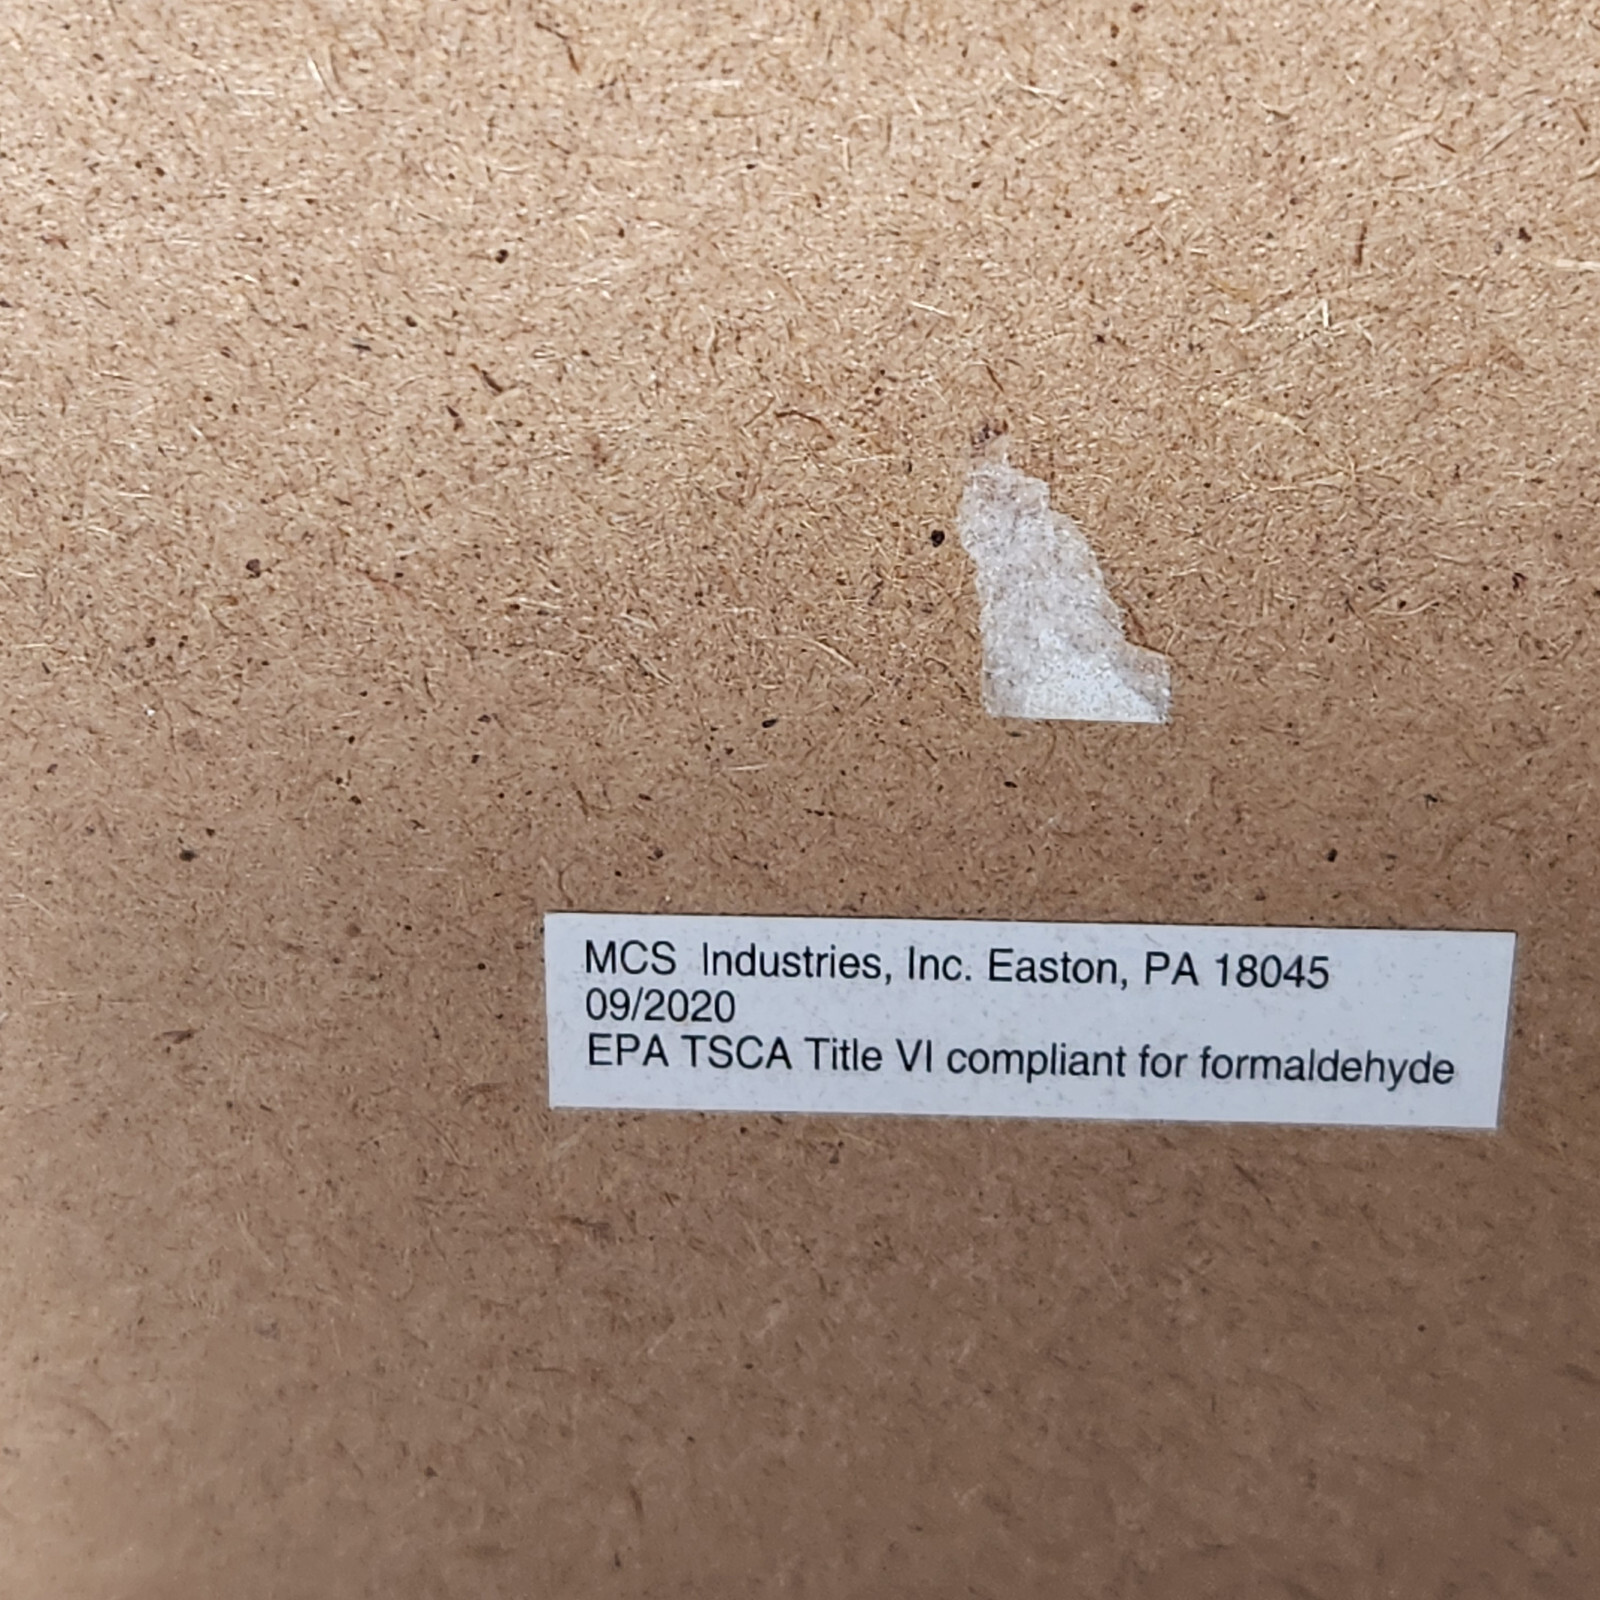 MCS Industries, Inc. Easton, PA 18045
09/2020
EPA TSCA Title VI compliant for formaldehyde